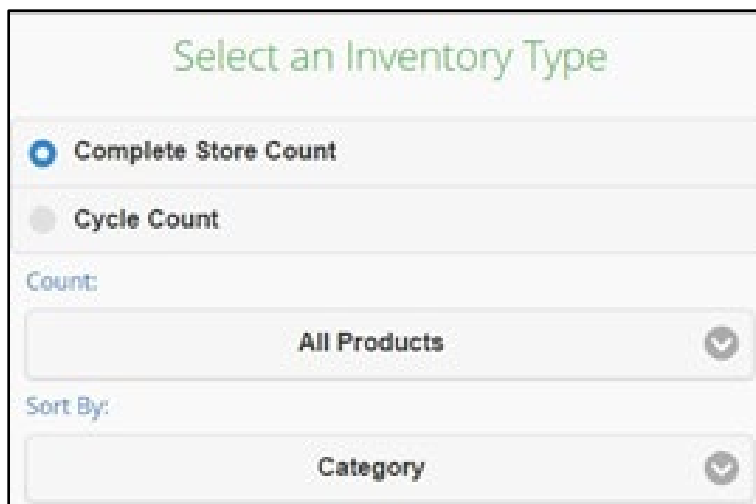 Select an Inventory Type
Complete Store Count
Cycle Count
Count:
All Products
Sort By:
Category